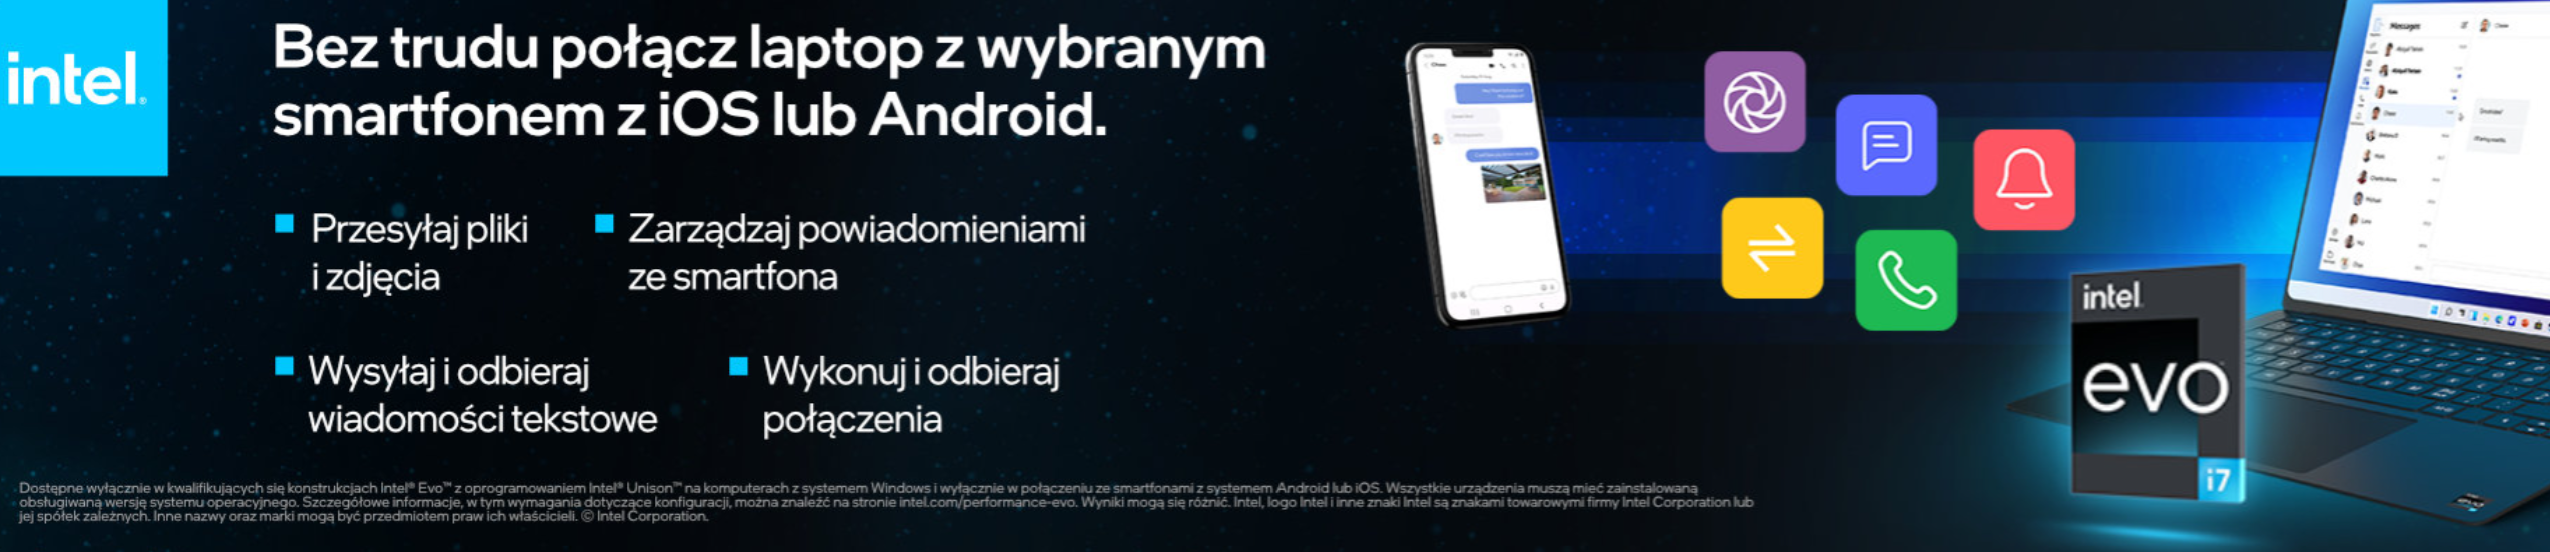 intel.
Bez trudu połącz laptop z wybranym
smartfonem z iOS lub Android.
Przesyłaj pliki
i zdjęcia
Zarządzaj powiadomieniami
ze smartfona
Wysyłaj i odbieraj
wiadomości tekstowe
Wykonuj i odbieraj
połączenia
Dostępne wyłącznie w kwalifikujących się konstrukcjach Intel® Evo™ z oprogramowaniem Intel® Unison™ na komputerach z systemem Windows i wyłącznie w połączeniu ze smartfonami z systemem Android lub iOS. Wszystkie urządzenia muszą mieć zainstalowaną
obsługiwaną wersję systemu operacyjnego. Szczegółowe informacje, w tym wymagania dotyczące konfiguracji, można znaleźć na stronie intel.com/performance-evo. Wyniki mogą się różnić. Intel, logo Intel i inne znaki Intel są znakami towarowymi firmy Intel Corporation lub
jej spółek zależnych. Inne nazwy oraz marki mogą być przedmiotem praw ich właścicieli. © Intel Corporation.
Messages
intel
evo
i7